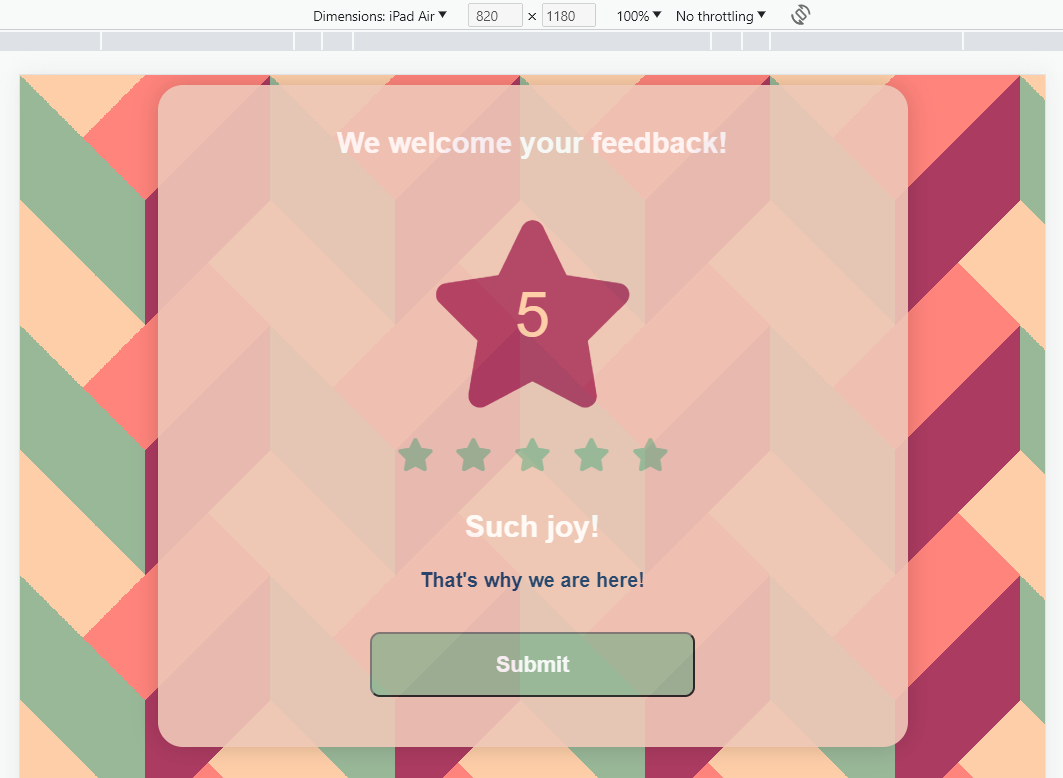 Dimensions: iPad Air 820 × 1180 100% No throttling
We welcome your feedback!
5
Such joy!
That's why we are here!
Submit